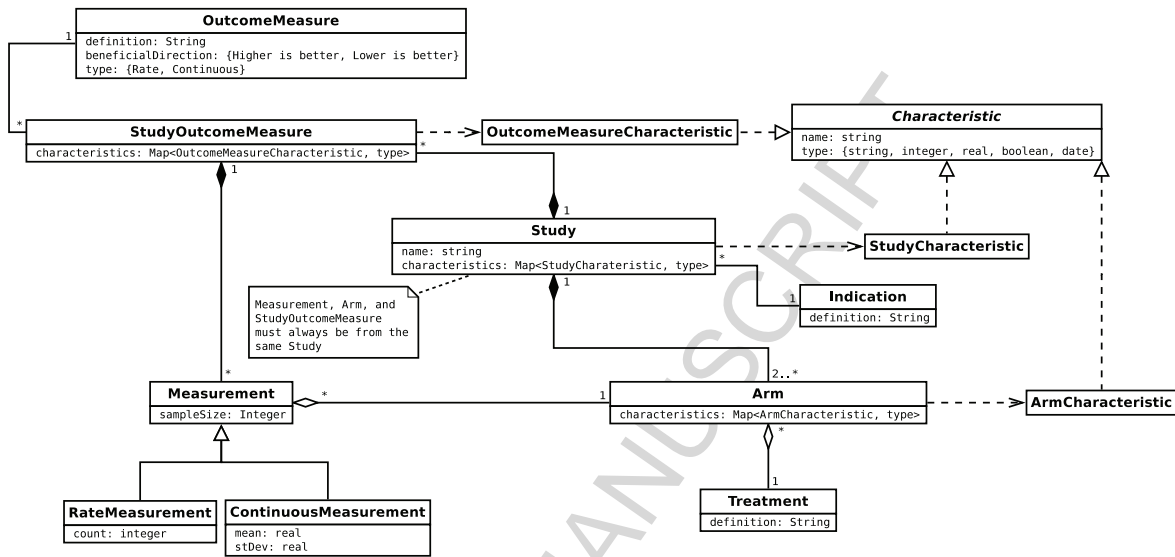 OutcomeMeasure
definition: String
beneficialDirection: {Higher is better, Lower is better}
type: {Rate, Continuous}
1
*
StudyOutcomeMeasure
characteristics: Map<OutcomeMeasureCharacteristic, type>
1
*
OutcomeMeasureCharacteristic
Characteristic
name: string
type: {string, integer, real, boolean, date}
1
Study
name: string
characteristics: Map<StudyCharateristic, type>
1
*
StudyCharacteristic
1
Indication
definition: String
Measurement, Arm, and
StudyOutcomeMeasure
must always be from the
same Study
*
2..*
Measurement
sampleSize: Integer
*
1
Arm
characteristics: Map<ArmCharacteristic, type>
ArmCharacteristic
*
1
RateMeasurement
count: integer
ContinuousMeasurement
mean: real
stDev: real
Treatment
definition: String
MANUSCRIPT